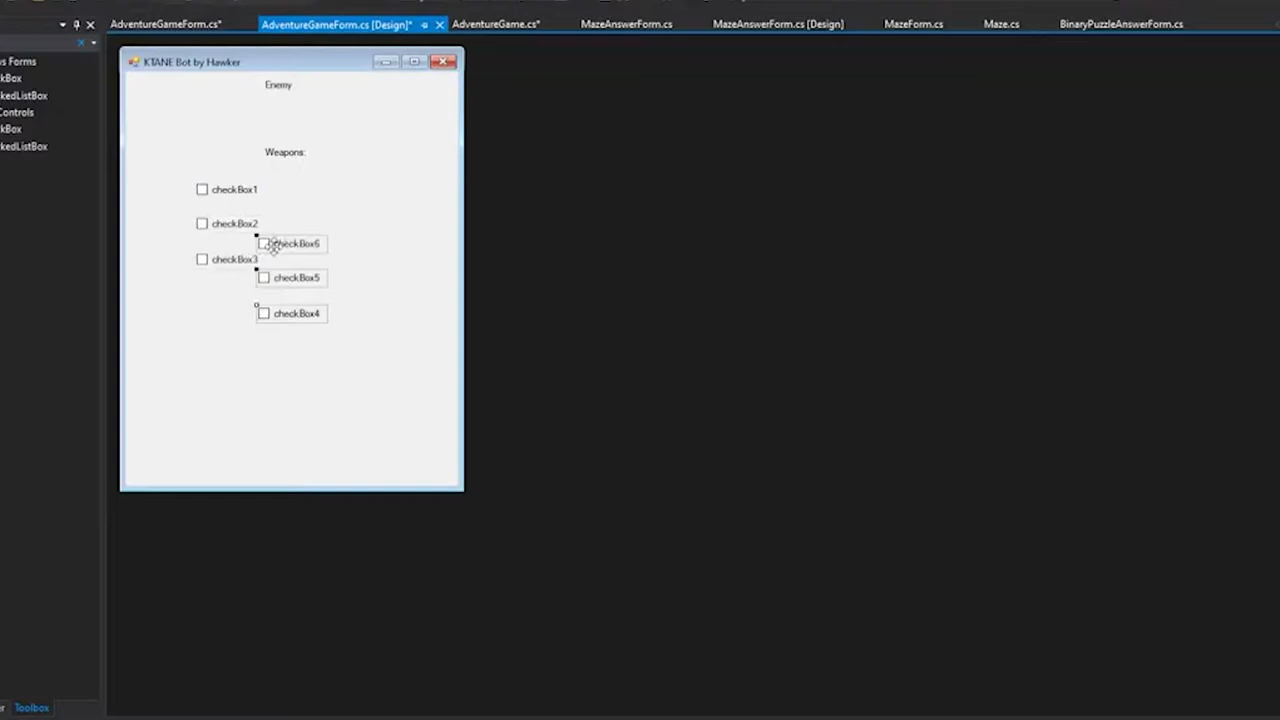 AdventureGameForm.cs*
AdventureGameForm.cs [Design]*
AdventureGame.cs*
MazeAnswerForm.cs
MazeAnswerForm.cs [Design]
MazeForm.cs
Maze.cs
BinaryPuzzleAnswerForm.cs
s Forms
kBox
kedListBox
Controls
kBox
kedListBox
KTANE Bot by Hawker
Enemy
Weapons:
checkBox1
checkBox2
checkBox6
checkBox3
checkBox5
checkBox4
r Toolbox